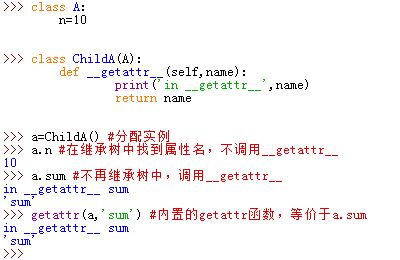 >>> class A:
        n=10
>>> class ChildA(A):
        def __getattr__(self,name):
                print('in __getattr__',name)
                return name
>>> a=ChildA() #分配实例
>>> a.n #在继承树中找到属性名，不调用__getattr__
10
>>> a.sum #不再继承树中，调用__getattr__
in __getattr__ sum
'sum'
>>> getattr(a,'sum') #内置的getattr函数，等价于a.sum
in __getattr__ sum
'sum'
>>>